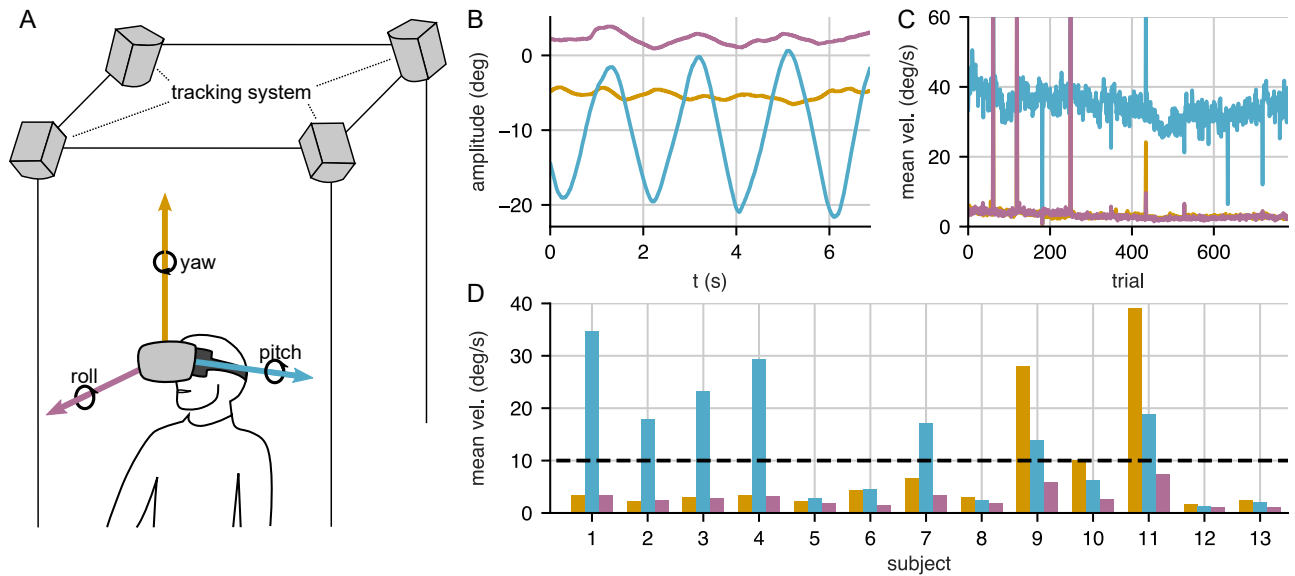 A
tracking system
yaw
pitch
roll
B
amplitude (deg)
0
−10
−20
0 2 4 6
t (s)
C
mean vel. (deg/s)
60
40
20
0
0 200 400 600
trial
D
mean vel. (deg/s)
40
30
20
10
0
1 2 3 4 5 6 7 8 9 10 11 12 13
subject